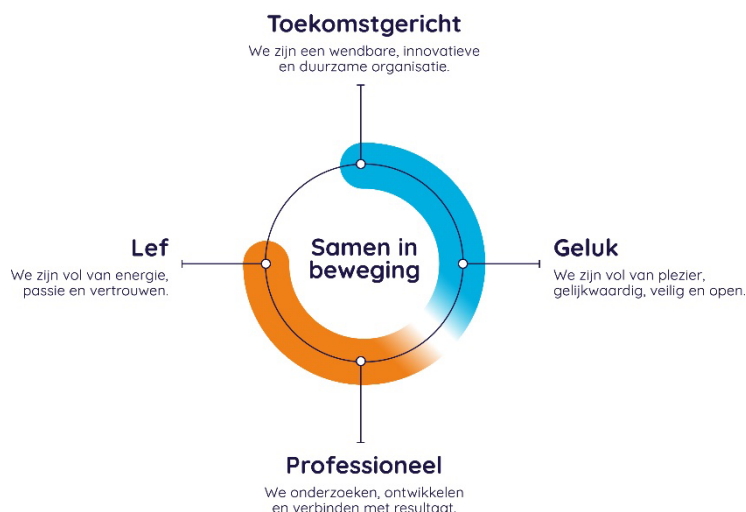 Toekomstgericht
We zijn een wendbare, innovatieve
en duurzame organisatie.
Lef
We zijn vol van energie,
passie en vertrouwen.
Samen in
beweging
Geluk
We zijn vol van plezier,
gelijkwaardig, veilig en open.
Professioneel
We onderzoeken, ontwikkelen
en verbinden met resultaat.